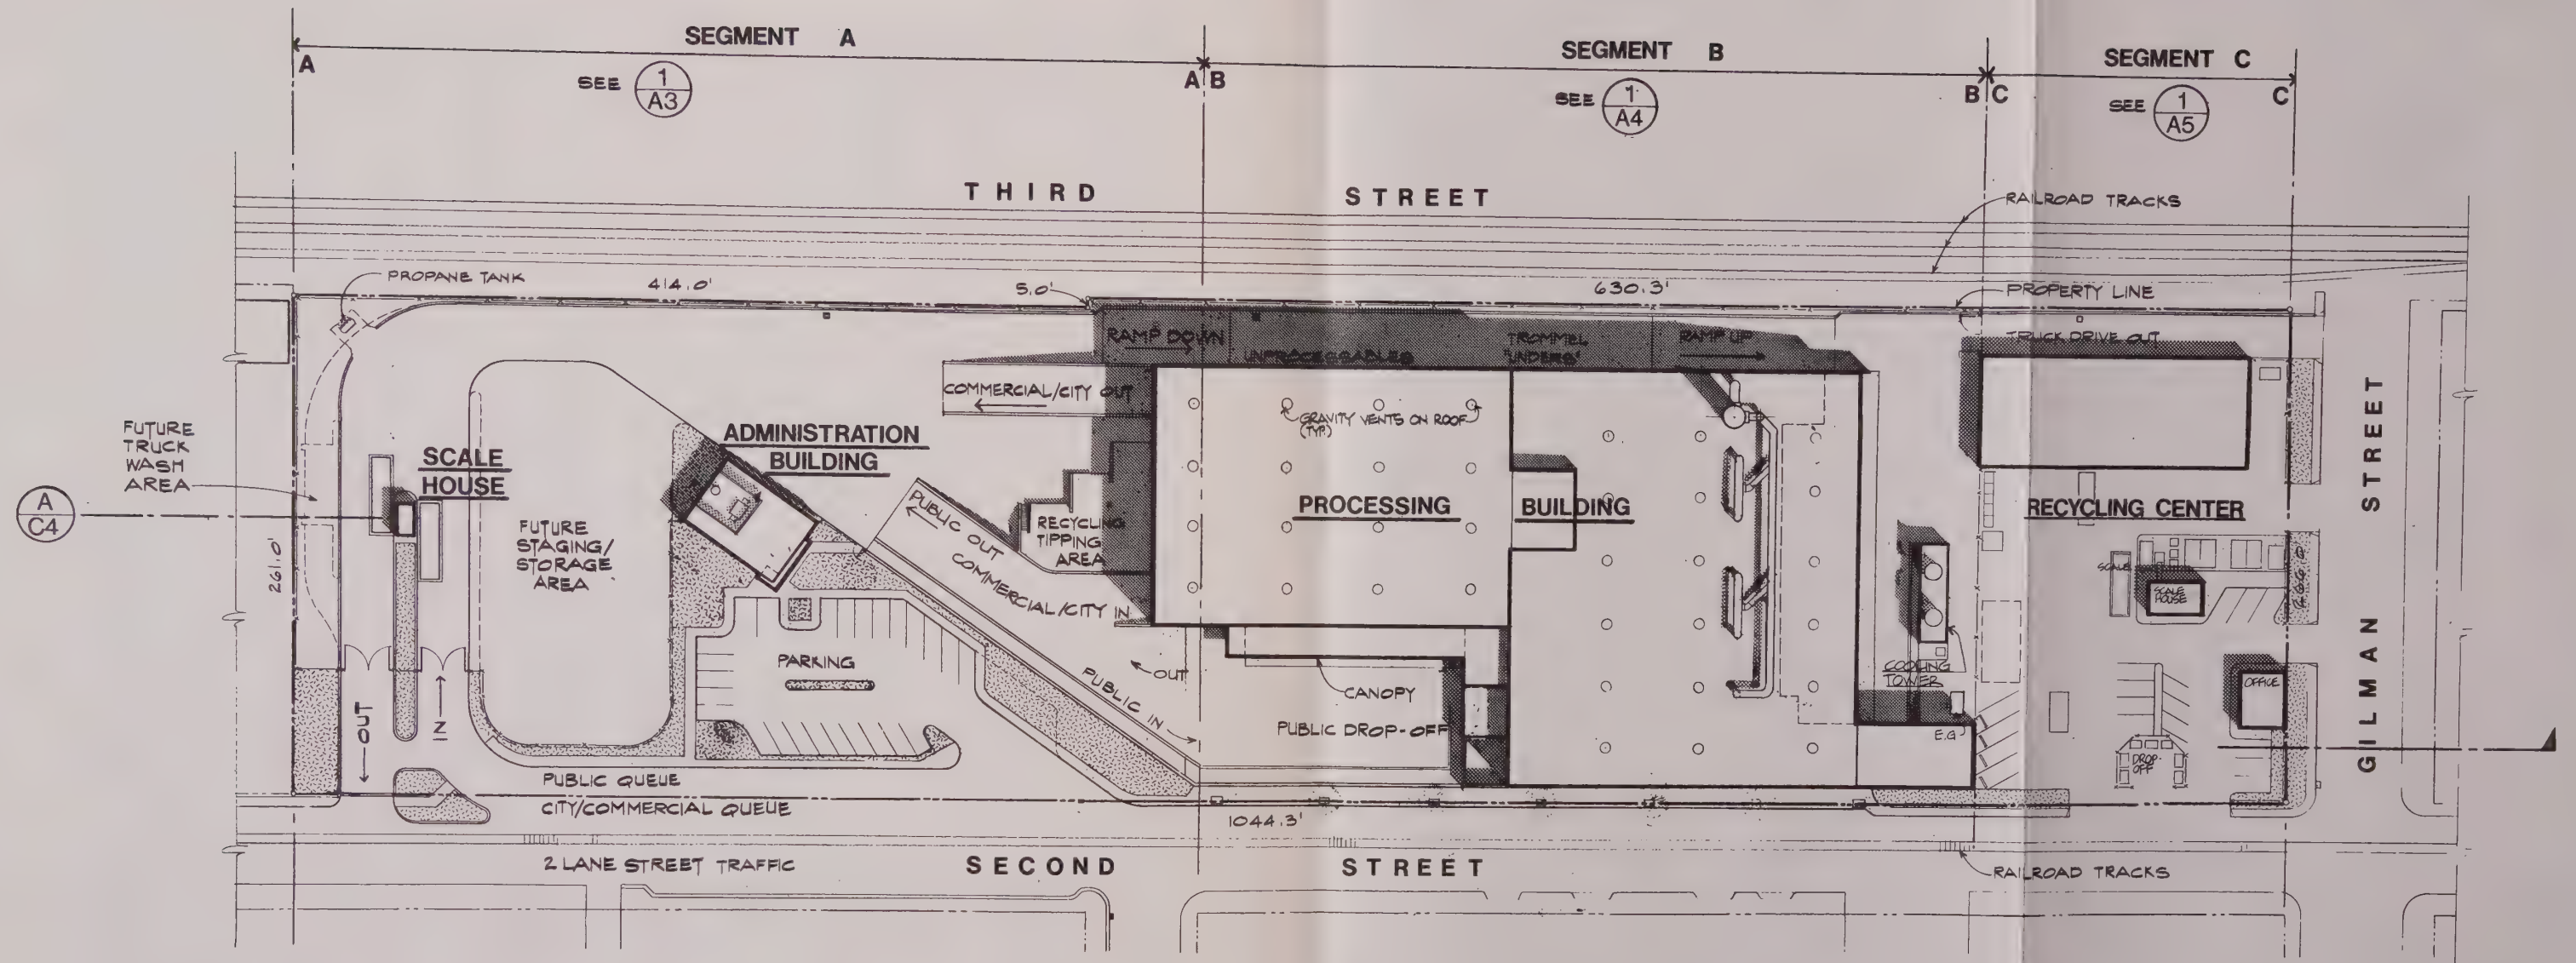 SEGMENT A
SEGMENT B
SEGMENT C
A
A B
B C
C
SEE 1 A3
SEE 1 A4
SEE 1 A5
THIRD STREET
RAILROAD TRACKS
PROPANE TANK
414.0'
5.0'
630.3'
PROPERTY LINE
RAMP DOWN
UNPROCESSABLES
TROMMEL
"UNDERS"
RAMP UP
TRUCK DRIVE OUT
COMMERCIAL/CITY OUT
GRAVITY VENTS ON ROOF
(TYP.)
FUTURE
TRUCK
WASH
AREA
SCALE
HOUSE
ADMINISTRATION
BUILDING
A
C4
FUTURE
STAGING/
STORAGE
AREA
PUBLIC OUT
COMMERCIAL/CITY IN
RECYCLING
TIPPING
AREA
PROCESSING BUILDING
RECYCLING CENTER
261.0'
SCALE
SCALE
HOUSE
PARKING
PUBLIC IN
OUT
CANOPY
PUBLIC DROP-OFF
COOLING
TOWER
E.G.
OFFICE
DROP-
OFF
GILMAN STREET
OUT
IN
PUBLIC QUEUE
CITY/COMMERCIAL QUEUE
1044.3'
2 LANE STREET TRAFFIC
SECOND STREET
RAILROAD TRACKS